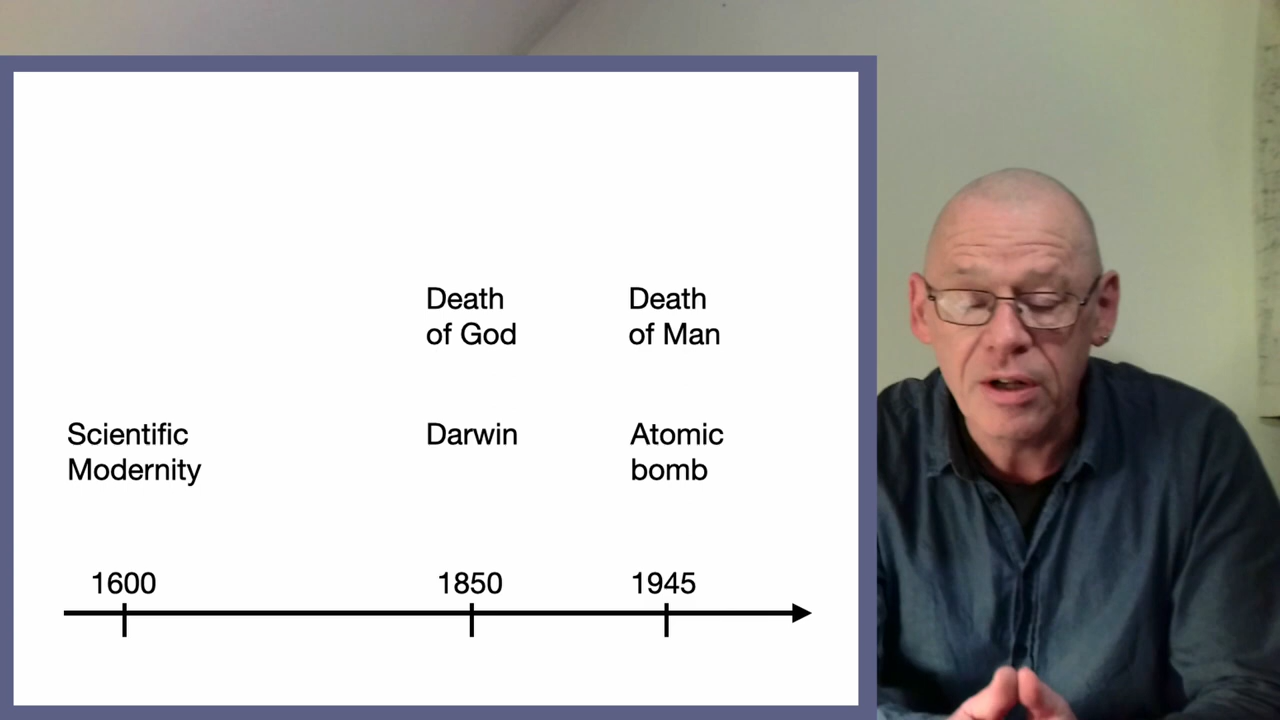 Death
of God
Death
of Man
Scientific
Modernity
Darwin
Atomic
bomb
1600
1850
1945